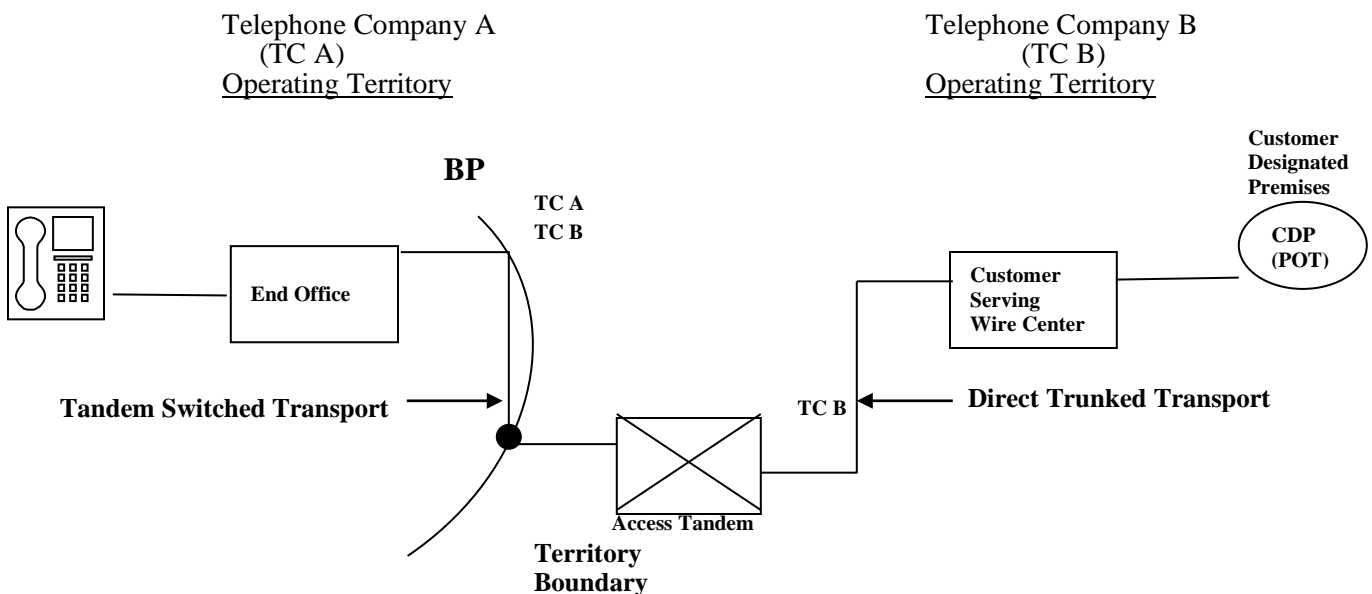 Telephone Company A
(TC A)
Operating Territory
Telephone Company B
(TC B)
Operating Territory
BP
TC A
TC B
Customer
Designated
Premises
CDP
(POT)
End Office
Customer
Serving
Wire Center
Tandem Switched Transport
TC B
Direct Trunked Transport
Access Tandem
Territory
Boundary